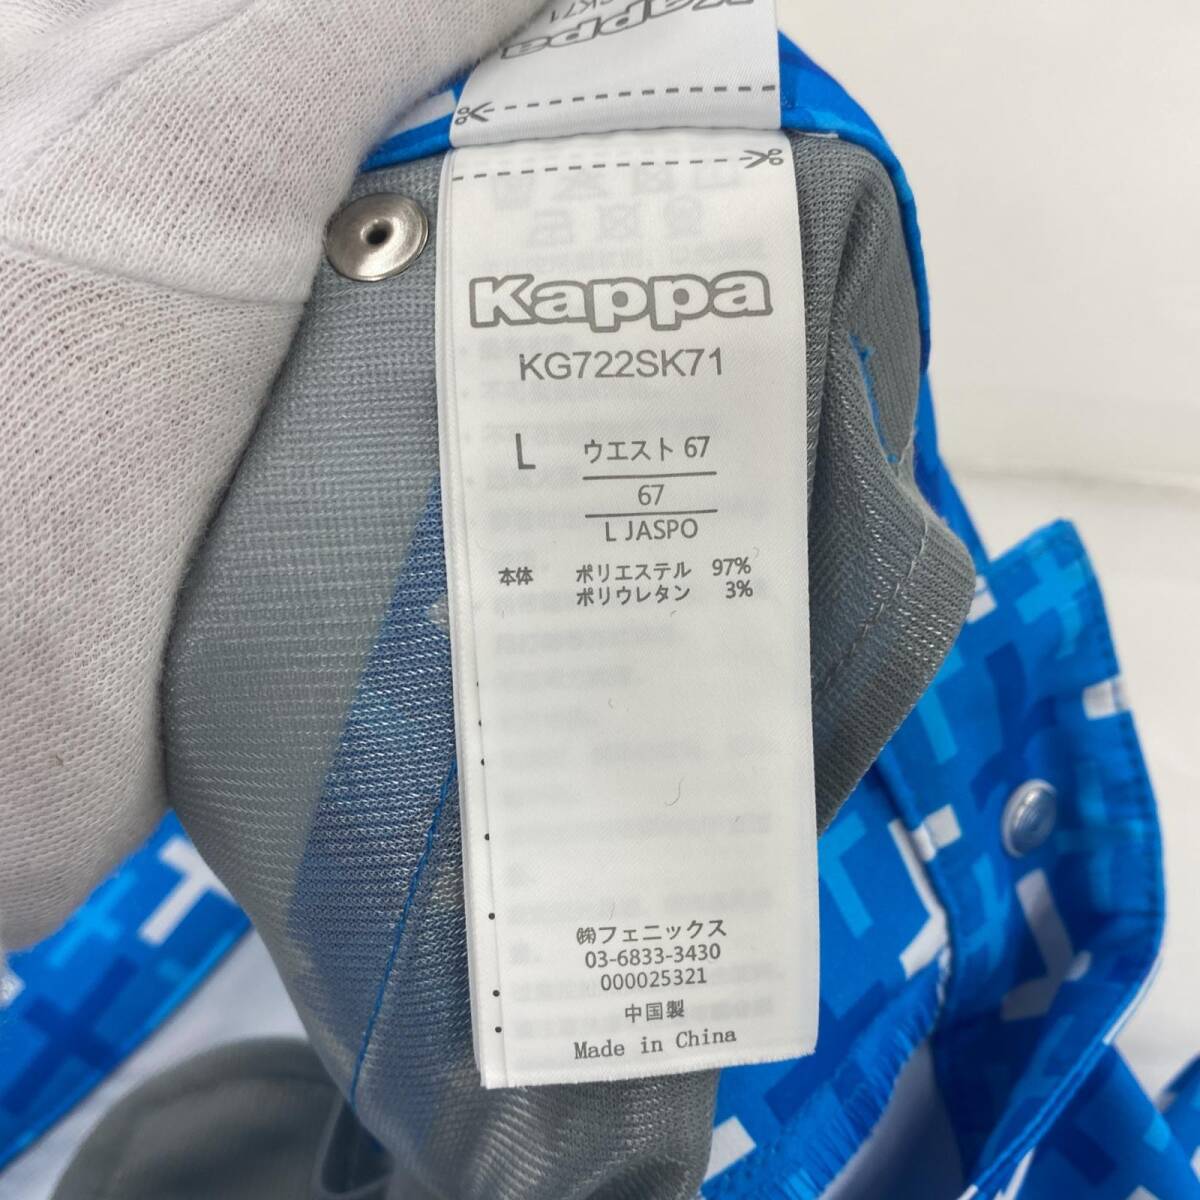 Kappa
SK71
Kappa
KG722SK71
L ウエスト 67
67
L JASPO
本体 ポリエステル 97%
ポリウレタン 3%
㈱フェニックス
03-6833-3430
000025321
中国製
Made in China